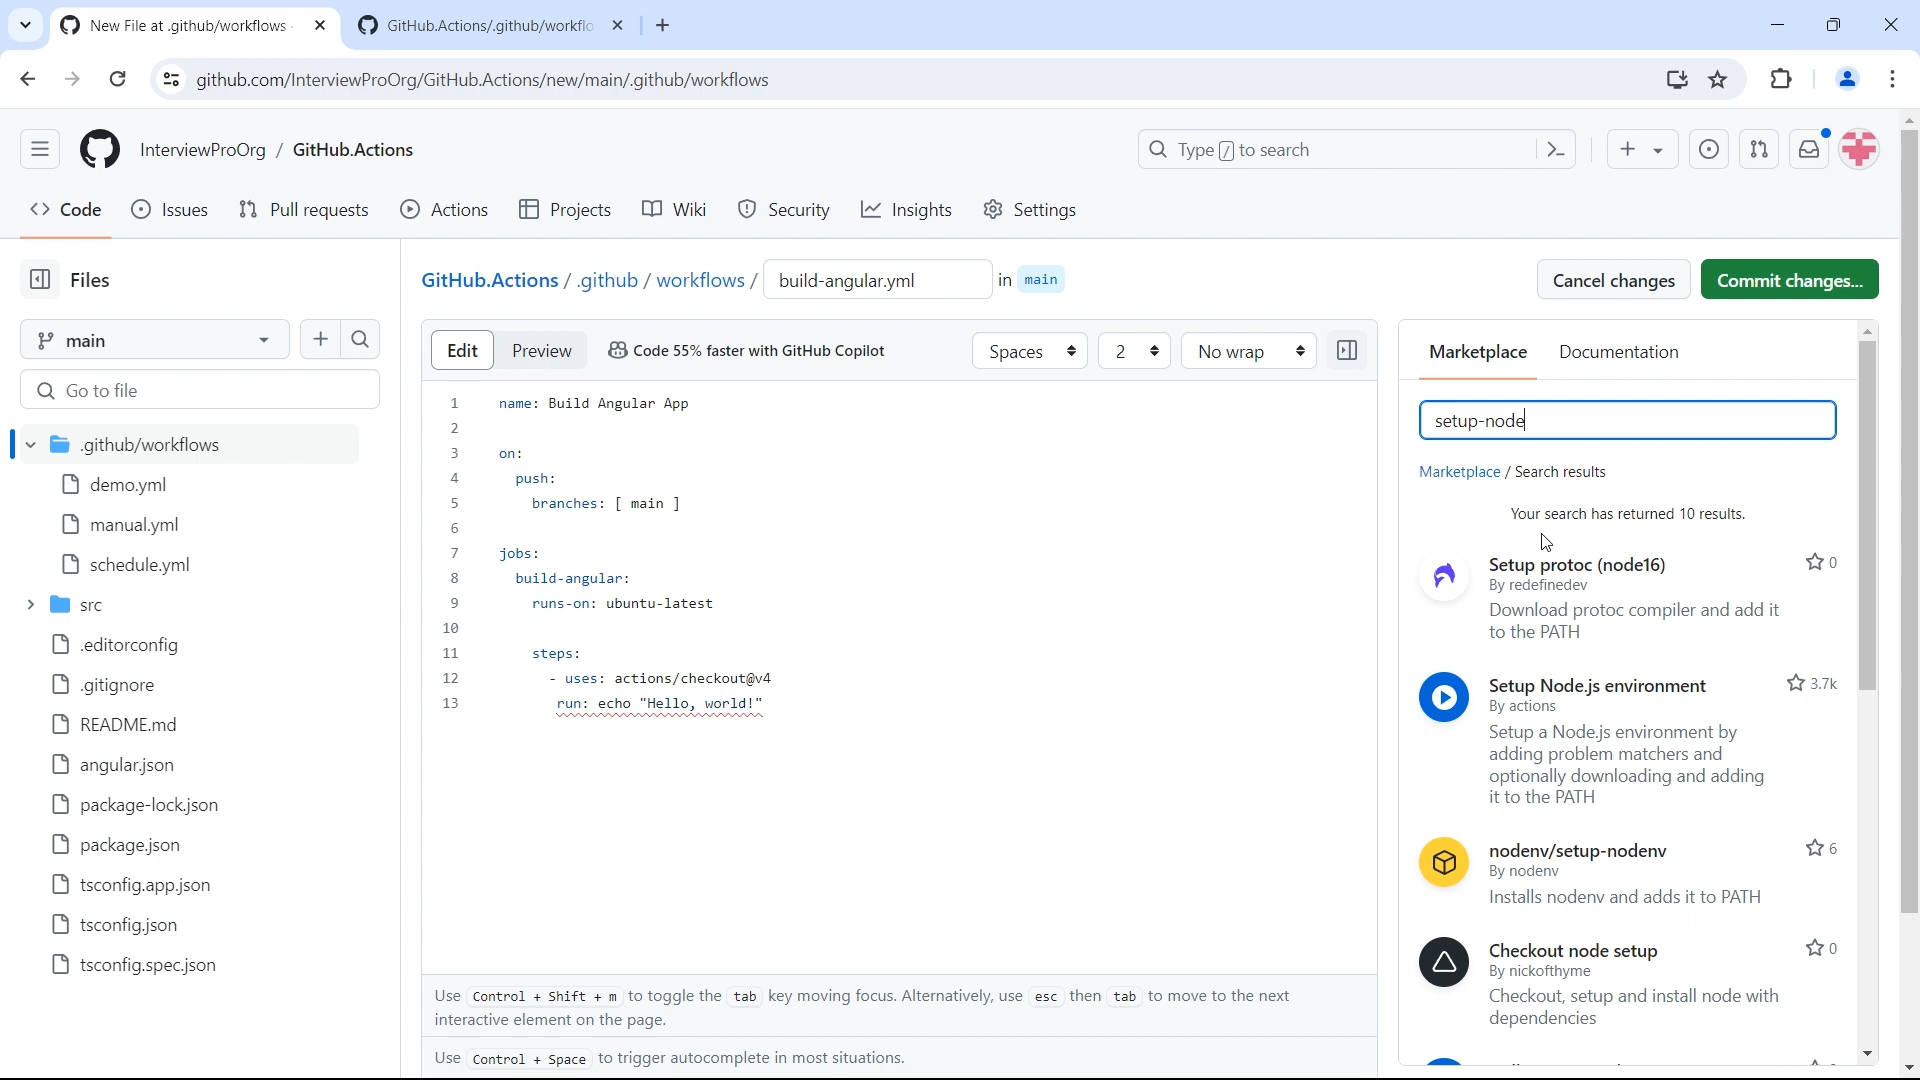 New File at .github/workflows
GitHub.Actions/.github/workflo
github.com/InterviewProOrg/GitHub.Actions/new/main/.github/workflows
InterviewProOrg / GitHub.Actions
Type / to search
Code Issues Pull requests Actions Projects Wiki Security Insights Settings
Files
GitHub.Actions / .github / workflows / build-angular.yml in main
Cancel changes
Commit changes...
main
Go to file
.github/workflows
demo.yml
manual.yml
schedule.yml
src
.editorconfig
.gitignore
README.md
angular.json
package-lock.json
package.json
tsconfig.app.json
tsconfig.json
tsconfig.spec.json
Edit Preview Code 55% faster with GitHub Copilot Spaces 2 No wrap
1 name: Build Angular App
2
3 on:
4 push:
5 branches: [ main ]
6
7 jobs:
8 build-angular:
9 runs-on: ubuntu-latest
10
11 steps:
12 - uses: actions/checkout@v4
13 run: echo "Hello, world!"
Use Control + Shift + m to toggle the tab key moving focus. Alternatively, use esc then tab to move to the next
interactive element on the page.
Use Control + Space to trigger autocomplete in most situations.
Marketplace Documentation
setup-node
Marketplace / Search results
Your search has returned 10 results.
Setup protoc (node16) 0
By redefinedev
Download protoc compiler and add it
to the PATH
Setup Node.js environment 3.7k
By actions
Setup a Node.js environment by
adding problem matchers and
optionally downloading and adding
it to the PATH
nodenv/setup-nodenv 6
By nodenv
Installs nodenv and adds it to PATH
Checkout node setup 0
By nickofthyme
Checkout, setup and install node with
dependencies